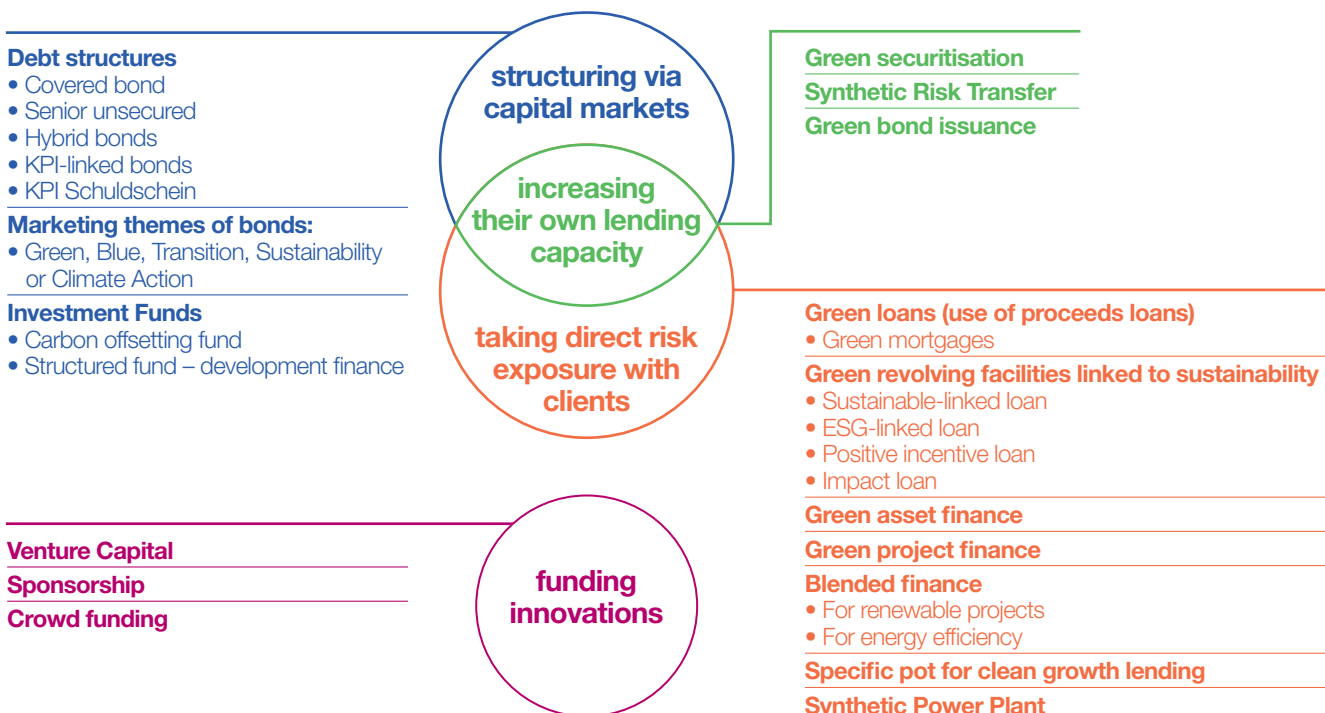 Debt structures
• Covered bond
• Senior unsecured
• Hybrid bonds
• KPI-linked bonds
• KPI Schuldschein
Marketing themes of bonds:
• Green, Blue, Transition, Sustainability
or Climate Action
Investment Funds
• Carbon offsetting fund
• Structured fund – development finance
structuring via
capital markets
increasing
their own lending
capacity
taking direct risk
exposure with
clients
Green securitisation
Synthetic Risk Transfer
Green bond issuance
Green loans (use of proceeds loans)
• Green mortgages
Green revolving facilities linked to sustainability
• Sustainable-linked loan
• ESG-linked loan
• Positive incentive loan
• Impact loan
Green asset finance
Green project finance
Blended finance
• For renewable projects
• For energy efficiency
Specific pot for clean growth lending
Synthetic Power Plant
Venture Capital
Sponsorship
Crowd funding
funding
innovations